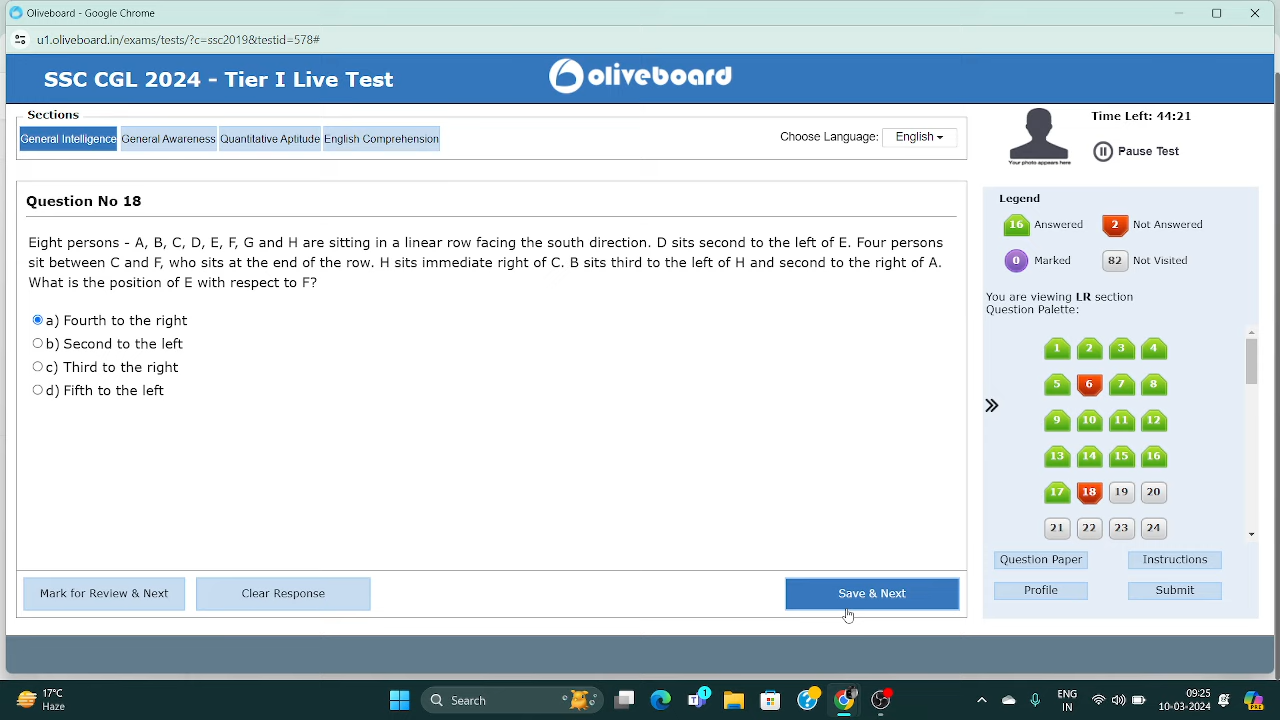 Oliveboard - Google Chrome
u1.oliveboard.in/exams/tests/?c=ssc2019&testid=578#
SSC CGL 2024 - Tier I Live Test
oliveboard
Sections
General Intelligence General Awareness Quantitative Aptitude English Comprehension
Choose Language: English
Your photo appears here
Time Left: 44:21
Pause Test
Question No 18
Eight persons - A, B, C, D, E, F, G and H are sitting in a linear row facing the south direction. D sits second to the left of E. Four persons
sit between C and F, who sits at the end of the row. H sits immediate right of C. B sits third to the left of H and second to the right of A.
What is the position of E with respect to F?
a) Fourth to the right
b) Second to the left
c) Third to the right
d) Fifth to the left
Mark for Review & Next
Clear Response
Save & Next
Legend
16 Answered 2 Not Answered
0 Marked 82 Not Visited
You are viewing LR section
Question Palette:
1 2 3 4
5 6 7 8
9 10 11 12
13 14 15 16
17 18 19 20
21 22 23 24
Question Paper Instructions
Profile Submit
17°C
Haze
Search
1
ENG
IN
09:25
10-03-2024